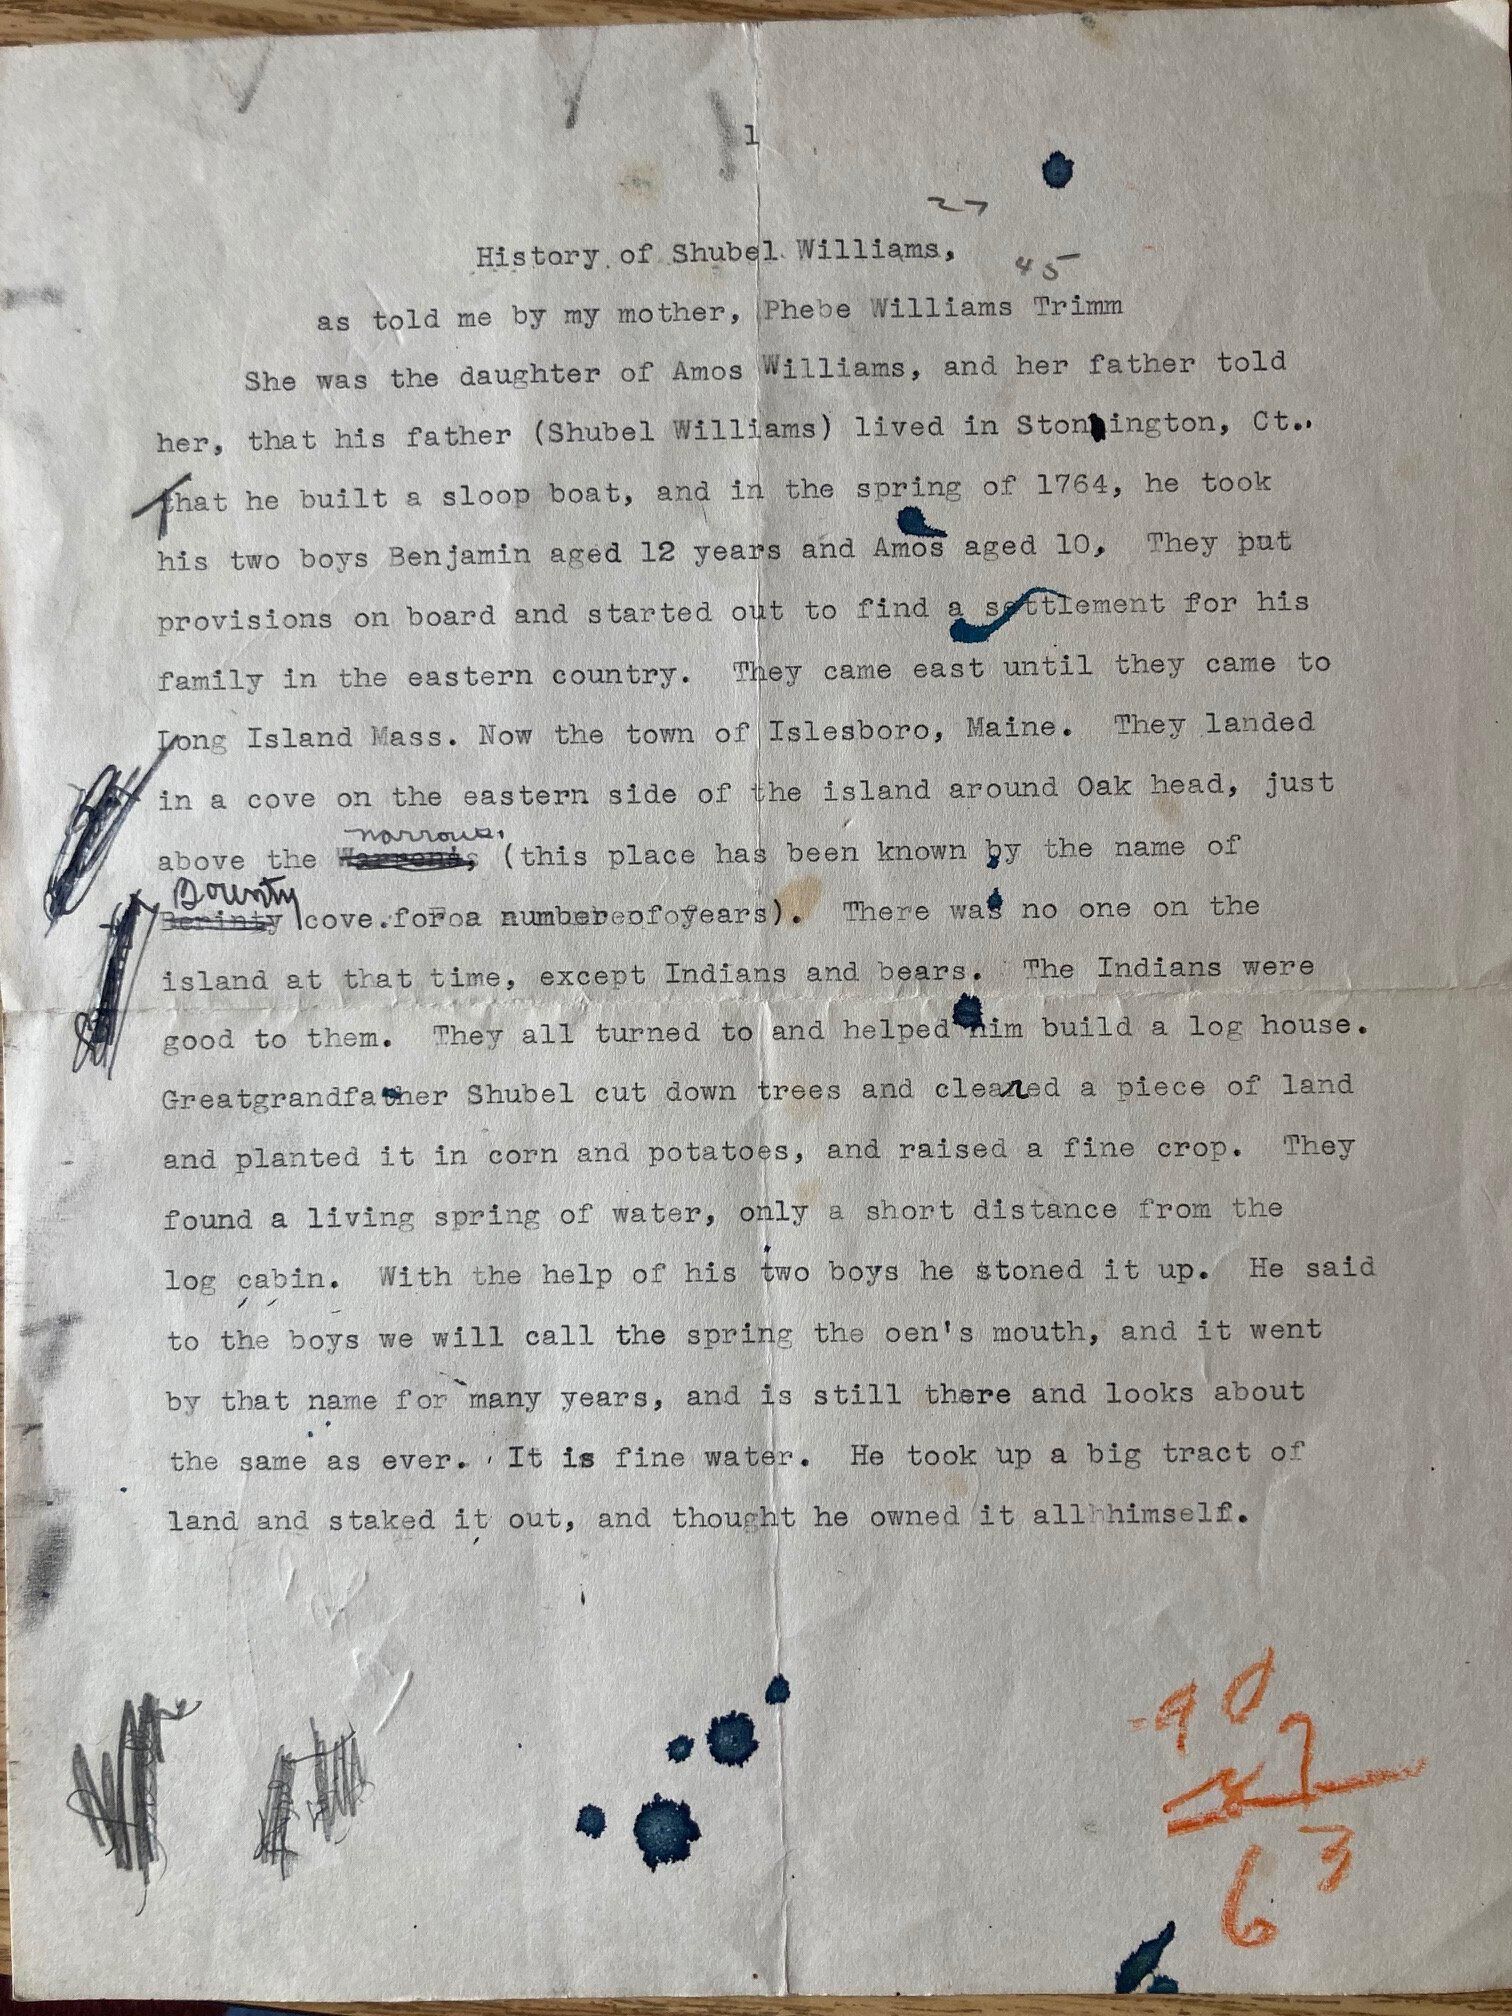 1
27
History of Shubel Williams,
45
as told me by my mother, Phebe Williams Trimm
She was the daughter of Amos Williams, and her father told
her, that his father (Shubel Williams) lived in Stonington, Ct..
that he built a sloop boat, and in the spring of 1764, he took
his two boys Benjamin aged 12 years and Amos aged 10, They put
provisions on board and started out to find a settlement for his
family in the eastern country. They came east until they came to
Long Island Mass. Now the town of Islesboro, Maine. They landed
in a cove on the eastern side of the island around Oak head, just
narrows,
above the Warren's, (this place has been known by the name of
Bounty
Berinty cove.foroa numbereofoyears). There was no one on the
island at that time, except Indians and bears. The Indians were
good to them. They all turned to and helped him build a log house.
Greatgrandfather Shubel cut down trees and cleared a piece of land
and planted it in corn and potatoes, and raised a fine crop. They
found a living spring of water, only a short distance from the
log cabin. With the help of his two boys he stoned it up. He said
to the boys we will call the spring the oen's mouth, and it went
by that name for many years, and is still there and looks about
the same as ever. It is fine water. He took up a big tract of
land and staked it out, and thought he owned it allhhimself.
90
27
63